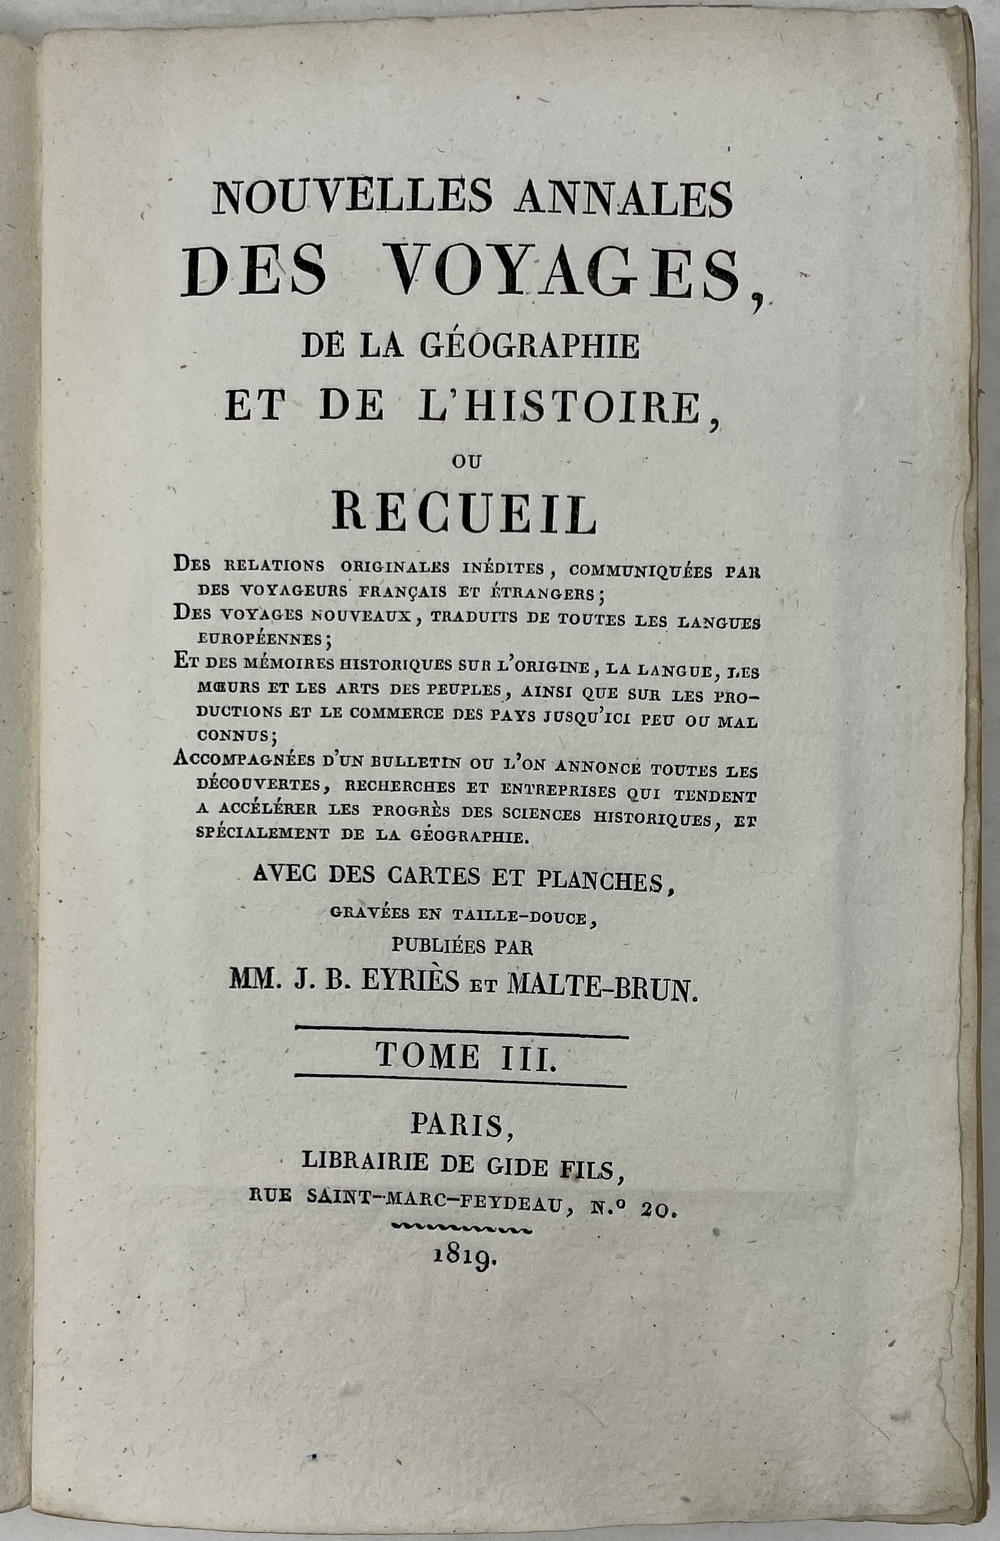 NOUVELLES ANNALES
DES VOYAGES,
DE LA GÉOGRAPHIE
ET DE L'HISTOIRE,
OU
RECUEIL
DES RELATIONS ORIGINALES INÉDITES, COMMUNIQUÉES PAR
DES VOYAGEURS FRANÇAIS ET ÉTRANGERS;
DES VOYAGES NOUVEAUX, TRADUITS DE TOUTES LES LANGUES
EUROPÉENNES;
ET DES MÉMOIRES HISTORIQUES SUR L'ORIGINE, LA LANGUE, LES
MŒURS ET LES ARTS DES PEUPLES, AINSI QUE SUR LES PRO-
DUCTIONS ET LE COMMERCE DES PAYS JUSQU'ICI PEU OU MAL
CONNUS;
ACCOMPAGNÉES D'UN BULLETIN OU L'ON ANNONCE TOUTES LES
DÉCOUVERTES, RECHERCHES ET ENTREPRISES QUI TENDENT
A ACCÉLÉRER LES PROGRÈS DES SCIENCES HISTORIQUES, ET
SPÉCIALEMENT DE LA GÉOGRAPHIE.
AVEC DES CARTES ET PLANCHES,
GRAVÉES EN TAILLE-DOUCE,
PUBLIÉES PAR
MM. J. B. EYRIÈS ET MALTE-BRUN.
TOME III.
PARIS,
LIBRAIRIE DE GIDE FILS,
RUE SAINT-MARC-FEYDEAU, N.º 20.
1819.